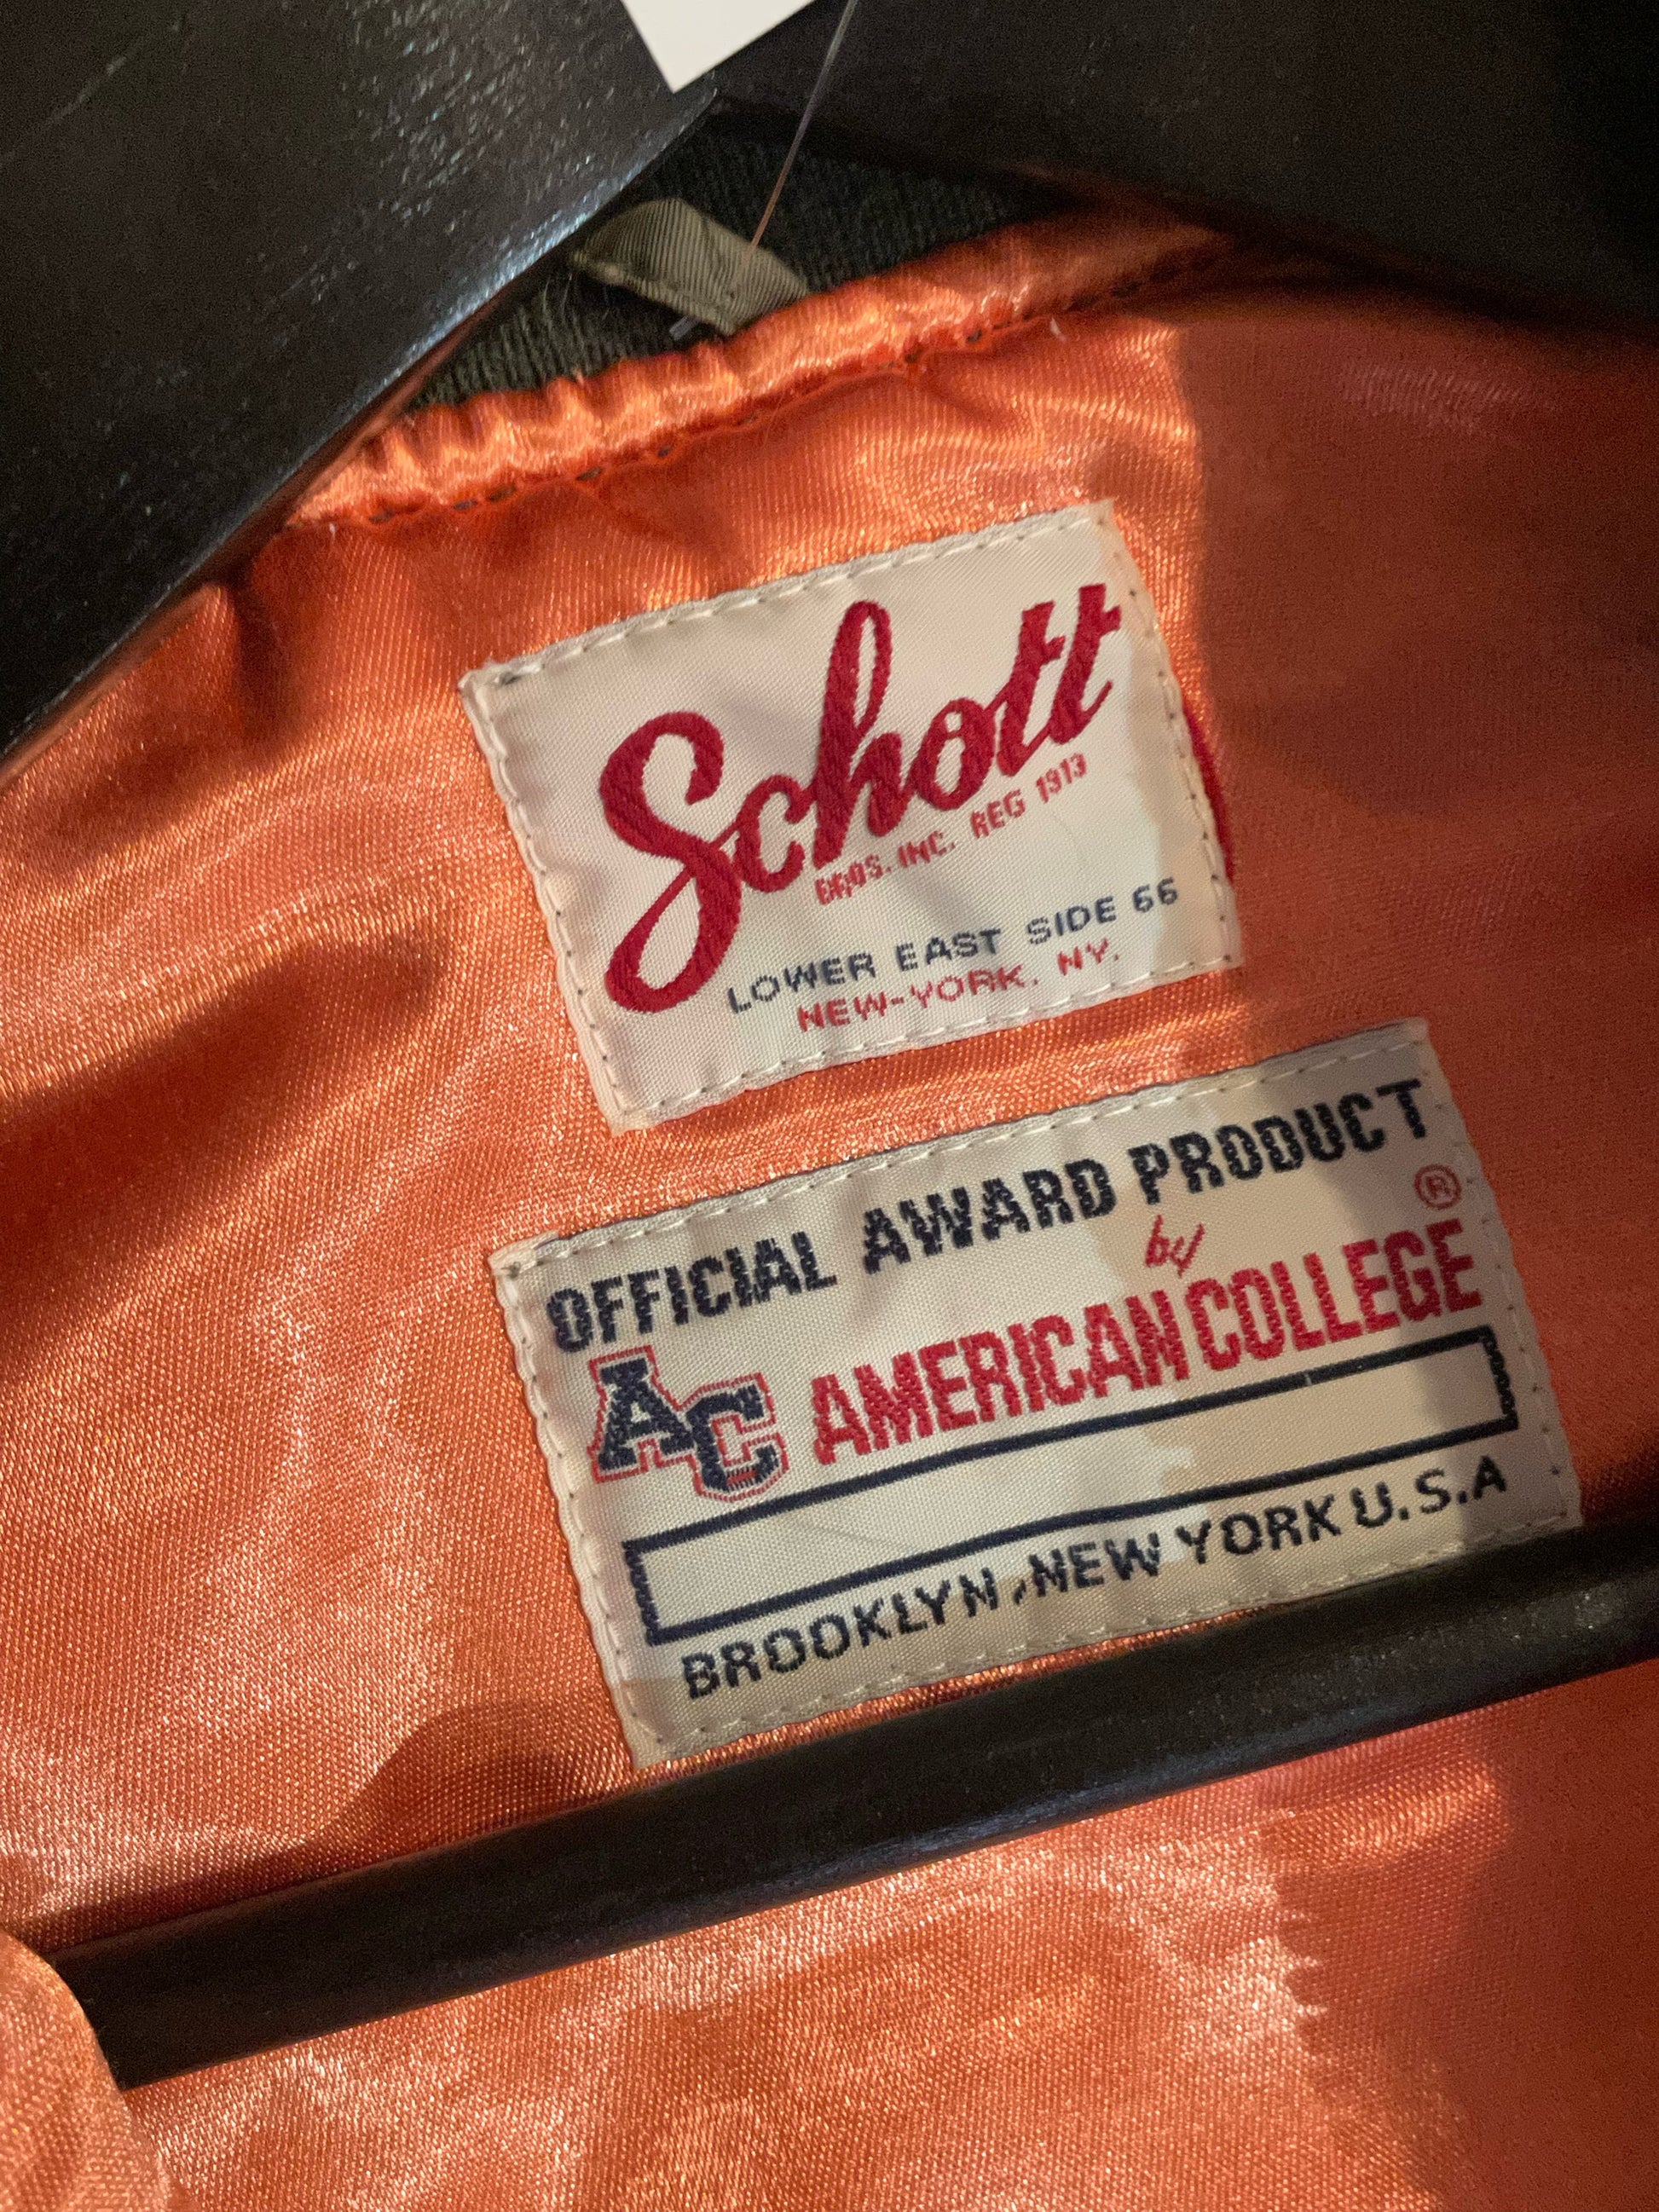 Schott
BROS. INC. REG 1913
LOWER EAST SIDE 66
NEW-YORK. NY.
OFFICIAL AWARD PRODUCT
by
AC AMERICAN COLLEGE ®
BROOKLYN, NEW YORK U.S.A